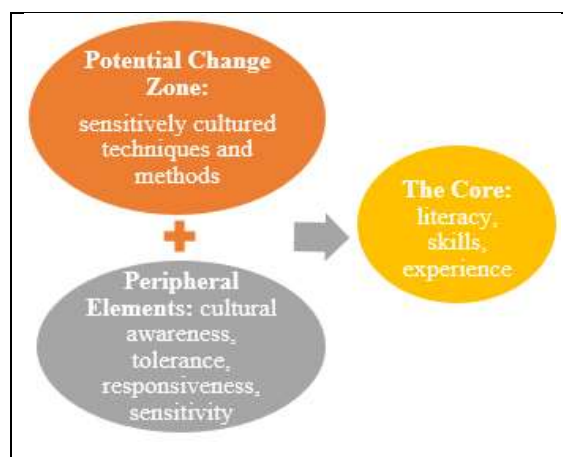 Potential Change
Zone:
sensitively cultured
techniques and
methods
Peripheral
Elements: cultural
awareness,
tolerance,
responsiveness,
sensitivity
The Core:
literacy,
skills,
experience